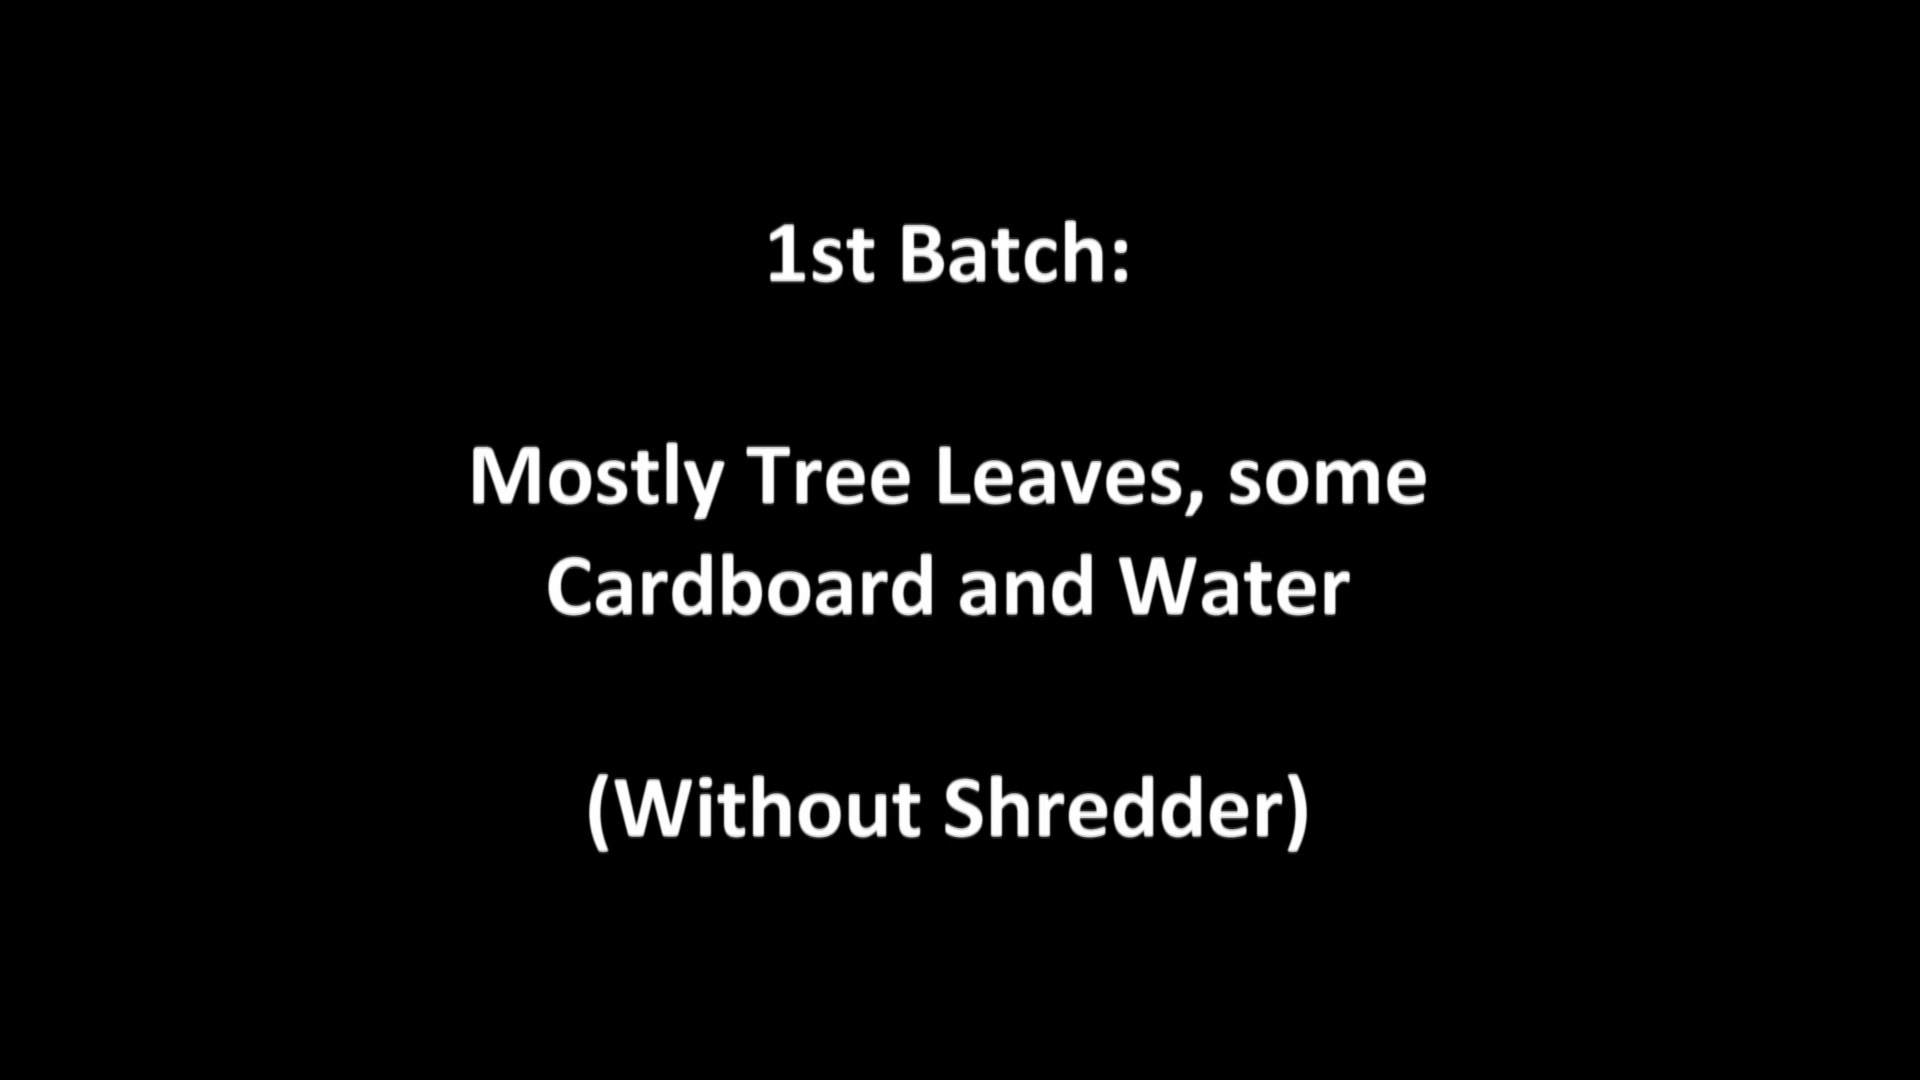 1st Batch:
Mostly Tree Leaves, some
Cardboard and Water
(Without Shredder)